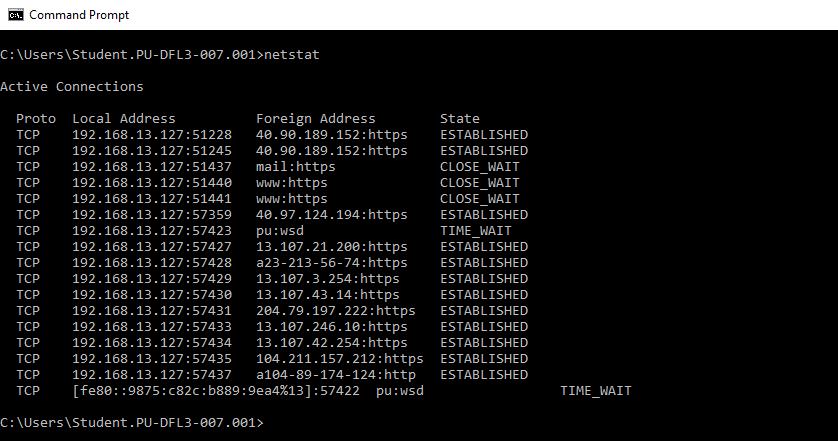 Command Prompt
C:\Users\Student.PU-DFL3-007.001>netstat
Active Connections
Proto  Local Address          Foreign Address        State
TCP    192.168.13.127:51228   40.90.189.152:https    ESTABLISHED
TCP    192.168.13.127:51245   40.90.189.152:https    ESTABLISHED
TCP    192.168.13.127:51437   mail:https             CLOSE_WAIT
TCP    192.168.13.127:51440   www:https              CLOSE_WAIT
TCP    192.168.13.127:51441   www:https              CLOSE_WAIT
TCP    192.168.13.127:57359   40.97.124.194:https    ESTABLISHED
TCP    192.168.13.127:57423   pu:wsd                 TIME_WAIT
TCP    192.168.13.127:57427   13.107.21.200:https    ESTABLISHED
TCP    192.168.13.127:57428   a23-213-56-74:https    ESTABLISHED
TCP    192.168.13.127:57429   13.107.3.254:https     ESTABLISHED
TCP    192.168.13.127:57430   13.107.43.14:https     ESTABLISHED
TCP    192.168.13.127:57431   204.79.197.222:https   ESTABLISHED
TCP    192.168.13.127:57433   13.107.246.10:https    ESTABLISHED
TCP    192.168.13.127:57434   13.107.42.254:https    ESTABLISHED
TCP    192.168.13.127:57435   104.211.157.212:https  ESTABLISHED
TCP    192.168.13.127:57437   a104-89-174-124:http   ESTABLISHED
TCP    [fe80::9875:c82c:b889:9ea4%13]:57422  pu:wsd                 TIME_WAIT
C:\Users\Student.PU-DFL3-007.001>